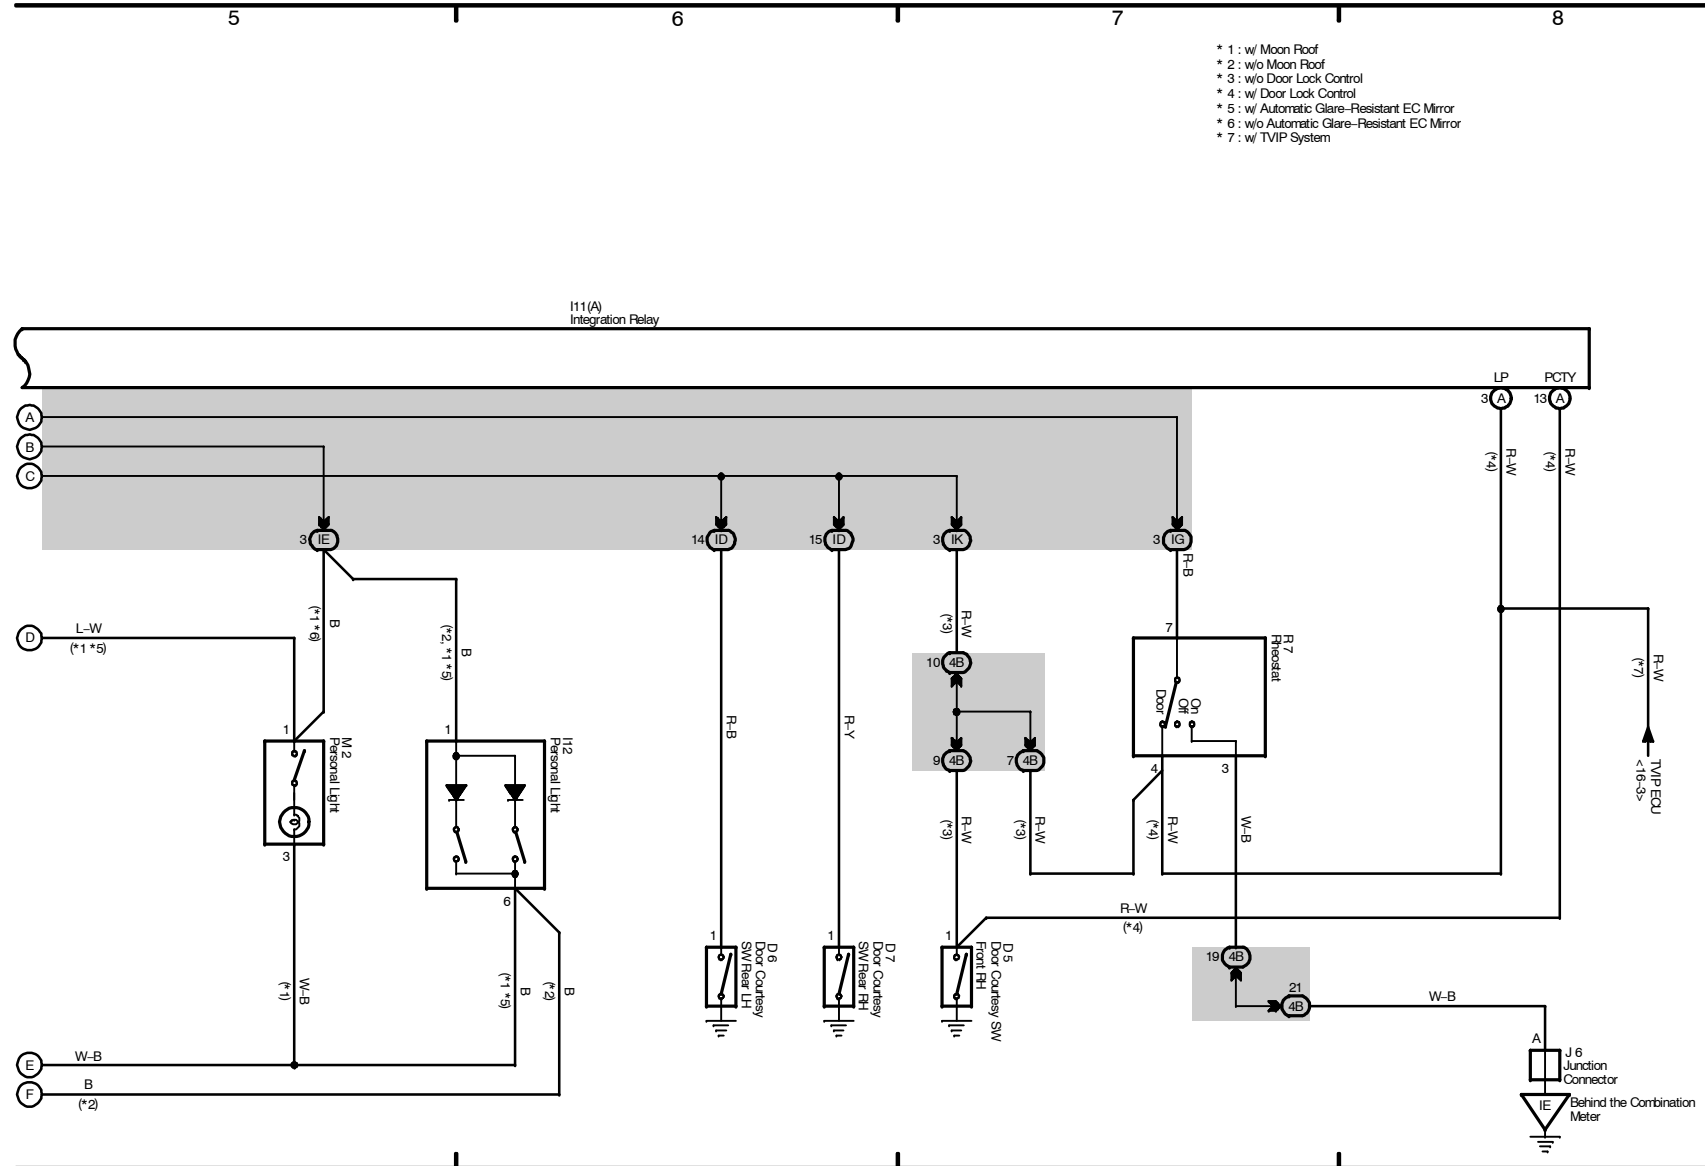 5
6
7
8
* 1 : w/ Moon Roof
* 2 : w/o Moon Roof
* 3 : w/o Door Lock Control
* 4 : w/ Door Lock Control
* 5 : w/ Automatic Glare–Resistant EC Mirror
* 6 : w/o Automatic Glare–Resistant EC Mirror
* 7 : w/ TVIP System
I11(A)
Integration Relay
LP
PCTY
3 A
13 A
A
B
C
R–W
(*4)
R–W
(*4)
3 IE
14 ID
15 ID
3 IK
3 IG
R–B
B
(*1 *6)
B
(*2, *1 *5)
R–W
(*3)
D
L–W
(*1 *5)
7
R 7
Rheostat
10 4B
R–W
(*7)
Door
Off
On
R–B
R–Y
1
M 2
Personal Light
1
I12
Personal Light
9 4B
7 4B
4
3
TVIP ECU
<16–3>
R–W
(*3)
R–W
(*3)
R–W
(*4)
W–B
3
6
R–W
(*4)
1
D 6
Door Courtesy
SW Rear LH
1
D 7
Door Courtesy
SW Rear RH
1
D 5
Door Courtesy SW
Front RH
19 4B
21
4B
W–B
W–B
(*1)
B
(*1 *5)
B
(*2)
A
J 6
Junction
Connector
E
W–B
F
B
(*2)
IE
Behind the Combination
Meter